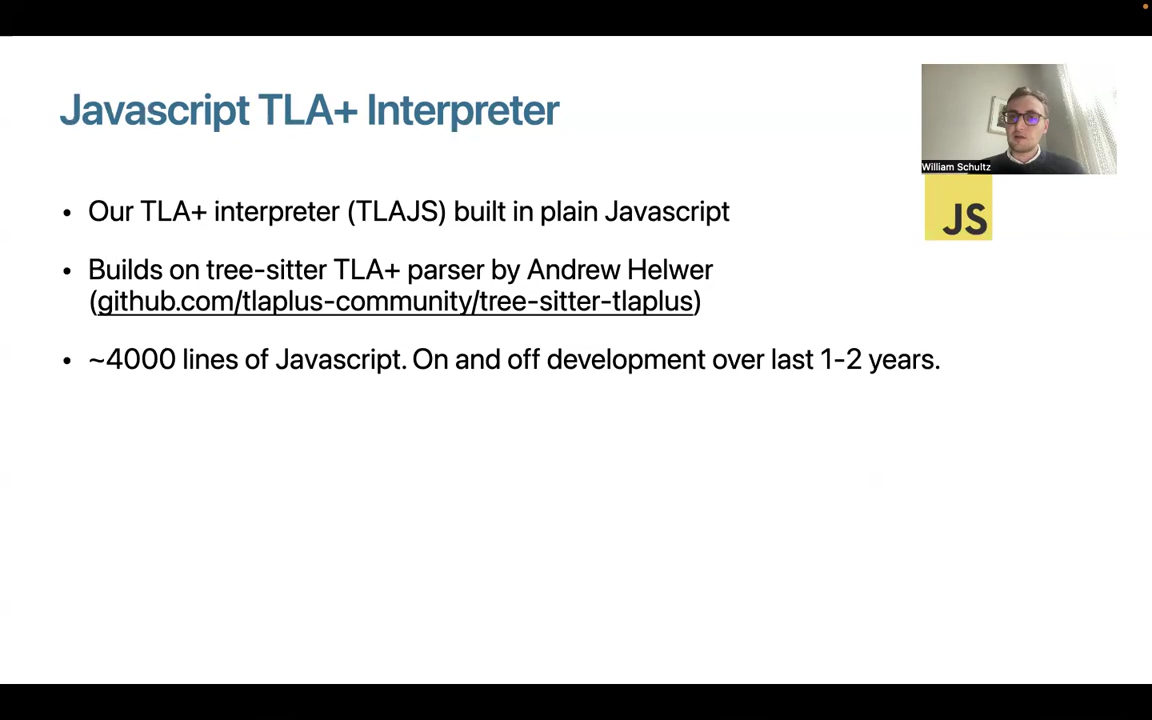 Javascript TLA+ Interpreter
William Schultz
JS
• Our TLA+ interpreter (TLAJS) built in plain Javascript
• Builds on tree-sitter TLA+ parser by Andrew Helwer
(github.com/tlaplus-community/tree-sitter-tlaplus)
• ~4000 lines of Javascript. On and off development over last 1-2 years.